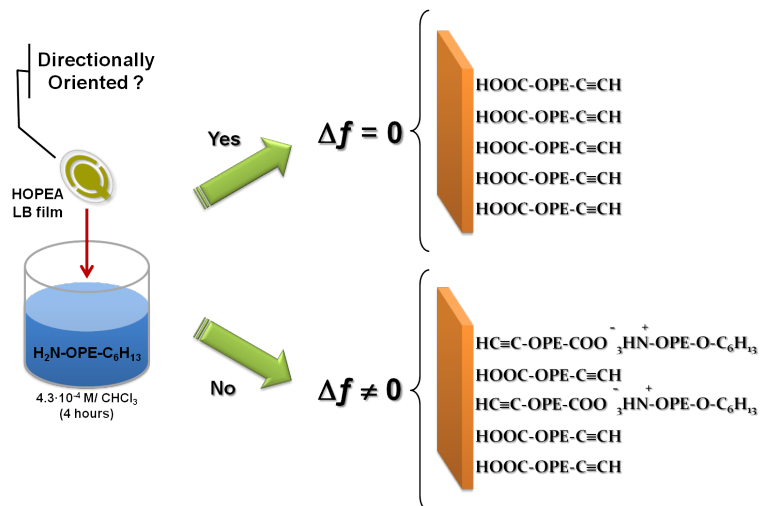 Directionally
Oriented ?
HOPEA
LB film
H₂N-OPE-C₆H₁₃
4.3·10⁻⁴ M/ CHCl₃
(4 hours)
Yes
Δf = 0
HOOC-OPE-C≡CH
HOOC-OPE-C≡CH
HOOC-OPE-C≡CH
HOOC-OPE-C≡CH
HOOC-OPE-C≡CH
No
Δf ≠ 0
HC≡C-OPE-COO⁻ ₃HN⁺-OPE-O-C₆H₁₃
HOOC-OPE-C≡CH
HC≡C-OPE-COO⁻ ₃HN⁺-OPE-O-C₆H₁₃
HOOC-OPE-C≡CH
HOOC-OPE-C≡CH